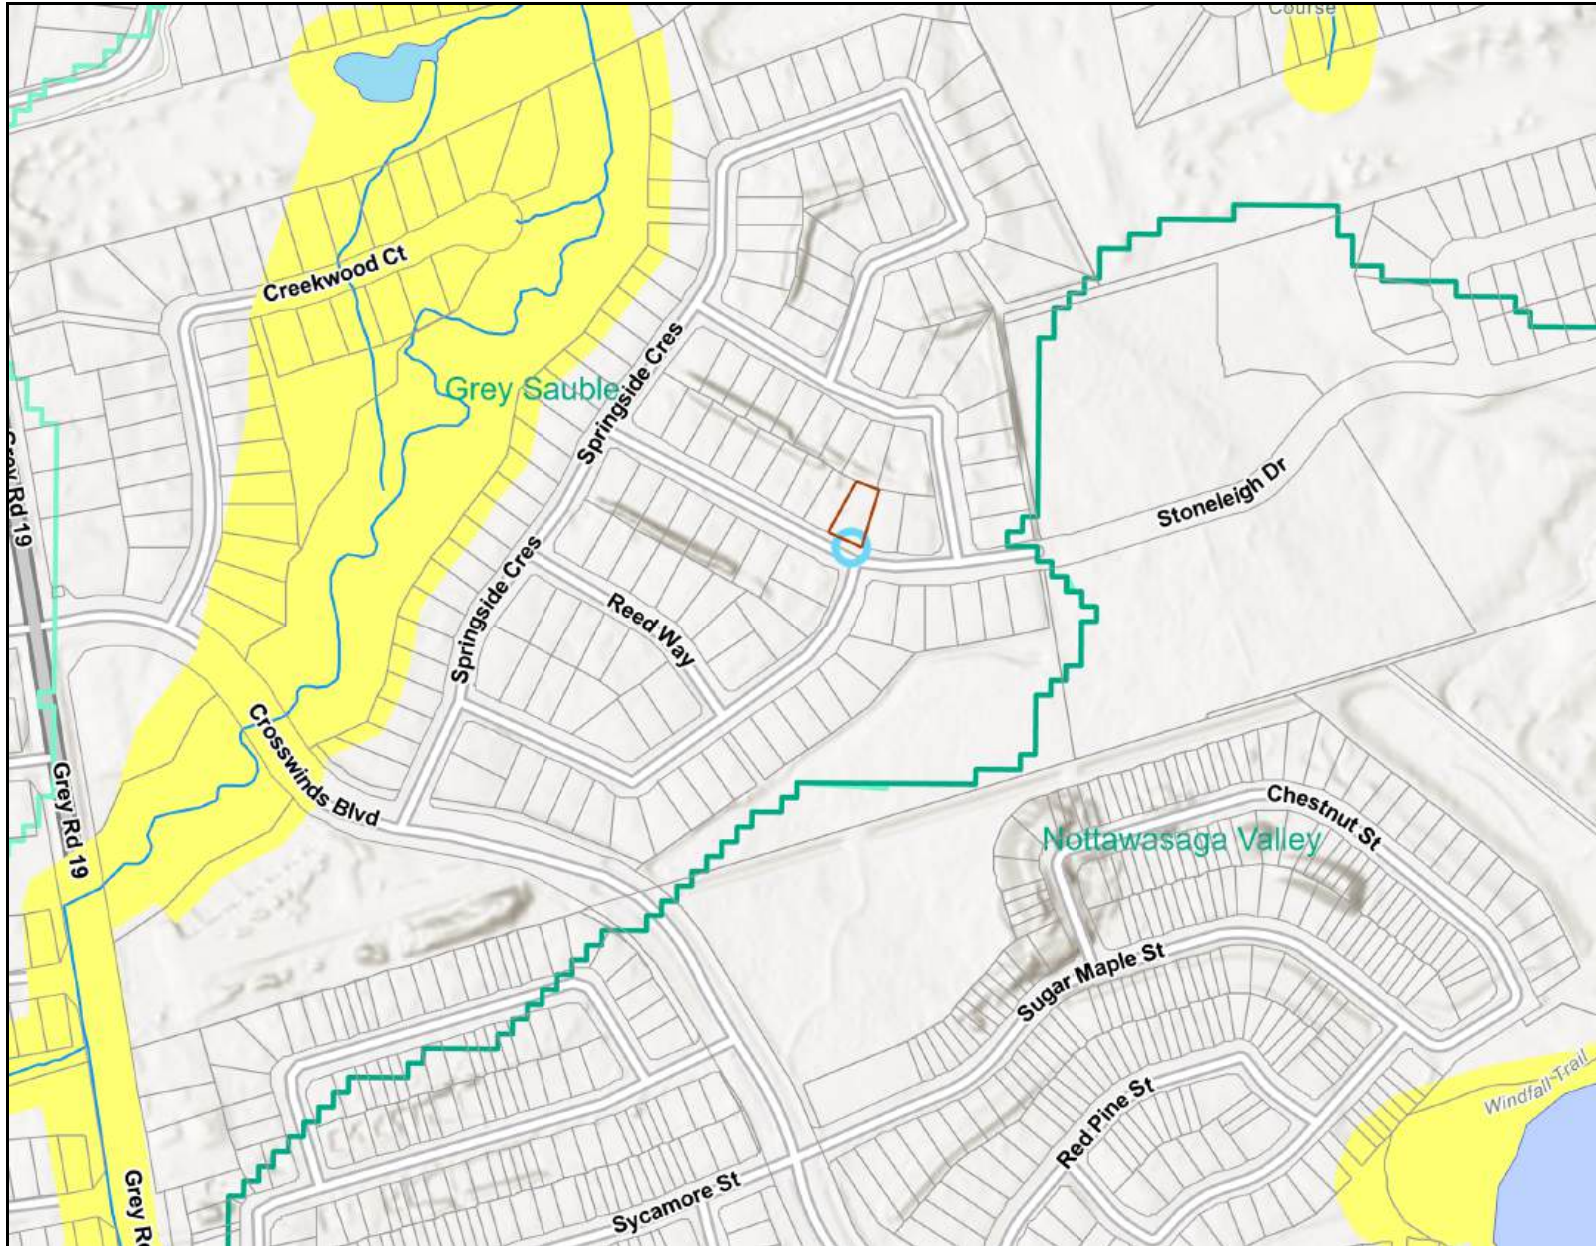 Course
Creekwood Ct
Springside Cres
Grey Sauble
Grey Rd 19
Stoneleigh Dr
Springside Cres
Reed Way
Crosswinds Blvd
Grey Rd 19
Chestnut St
Nottawasaga Valley
Sugar Maple St
Windfall Trail
Red Pine St
Sycamore St
Grey R